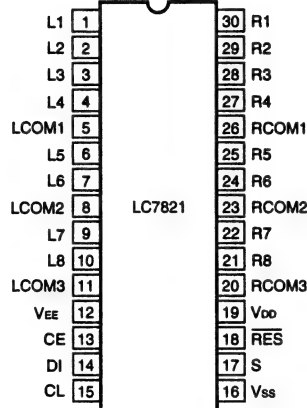 L1 1 30 R1
L2 2 29 R2
L3 3 28 R3
L4 4 27 R4
LCOM1 5 26 RCOM1
L5 6 25 R5
L6 7 24 R6
LCOM2 8 LC7821 23 RCOM2
L7 9 22 R7
L8 10 21 R8
LCOM3 11 20 RCOM3
VEE 12 19 VDD
CE 13 18 R̅E̅S̅
DI 14 17 S
CL 15 16 Vss